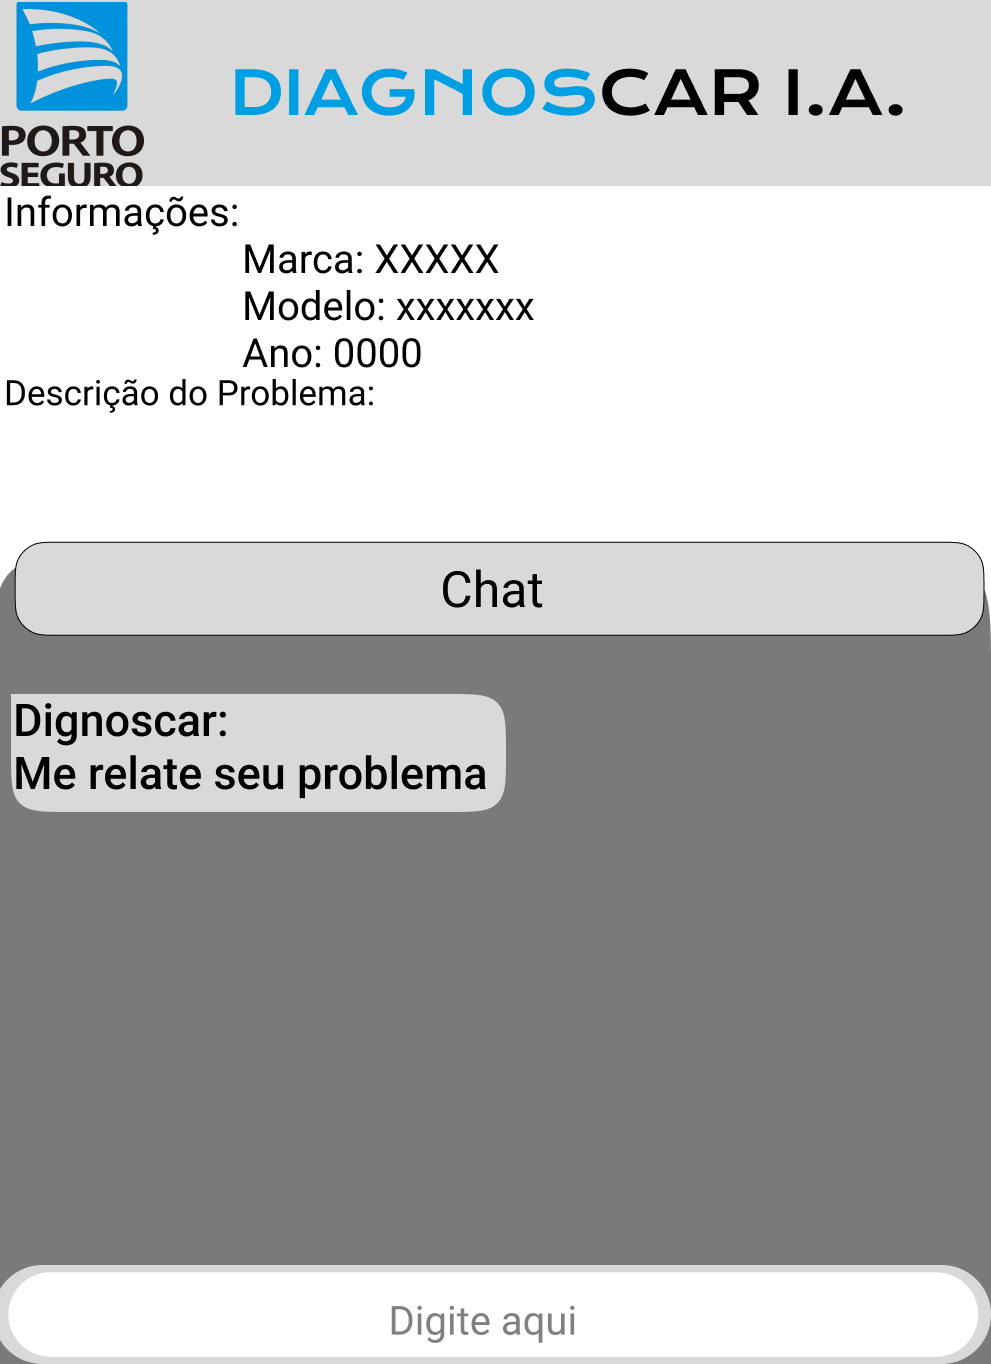 PORTO
SEGURO
DIAGNOSCAR I.A.
Informações:
Marca: XXXXX
Modelo: xxxxxxx
Ano: 0000
Descrição do Problema:
Chat
Dignoscar:
Me relate seu problema
Digite aqui